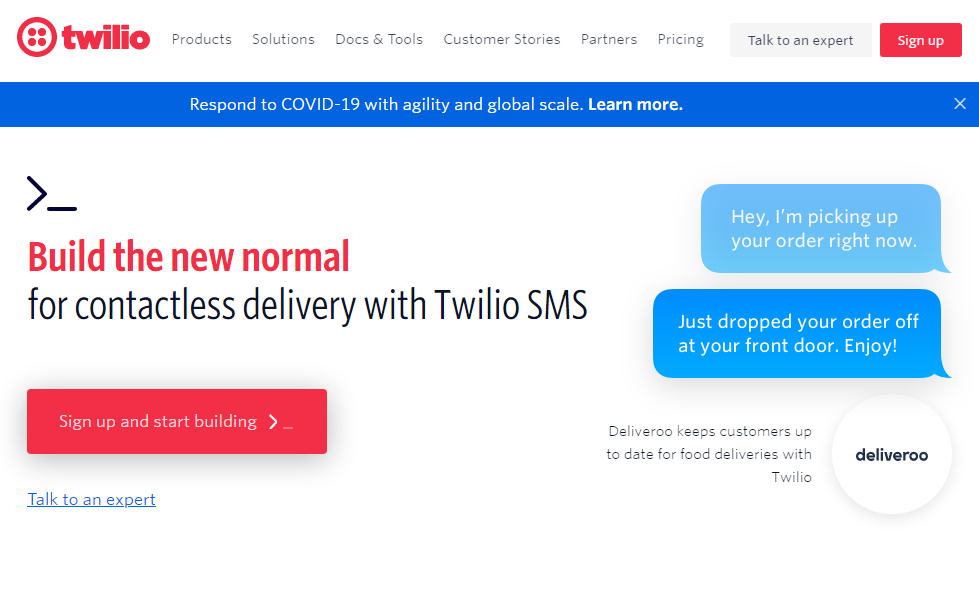 twilio
Products
Solutions
Docs & Tools
Customer Stories
Partners
Pricing
Talk to an expert
Sign up
Respond to COVID-19 with agility and global scale. Learn more.
Build the new normal
for contactless delivery with Twilio SMS
Sign up and start building
Talk to an expert
Hey, I’m picking up
your order right now.
Just dropped your order off
at your front door. Enjoy!
Deliveroo keeps customers up
to date for food deliveries with
Twilio
deliveroo